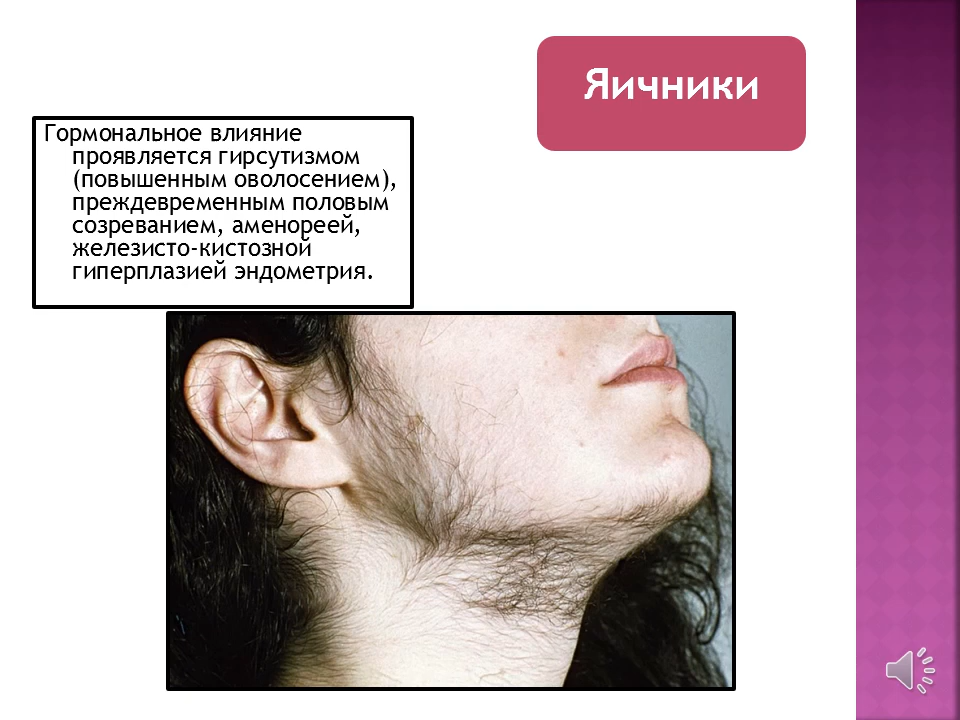 Яичники
Гормональное влияние
проявляется гирсутизмом
(повышенным оволосением),
преждевременным половым
созреванием, аменореей,
железисто-кистозной
гиперплазией эндометрия.